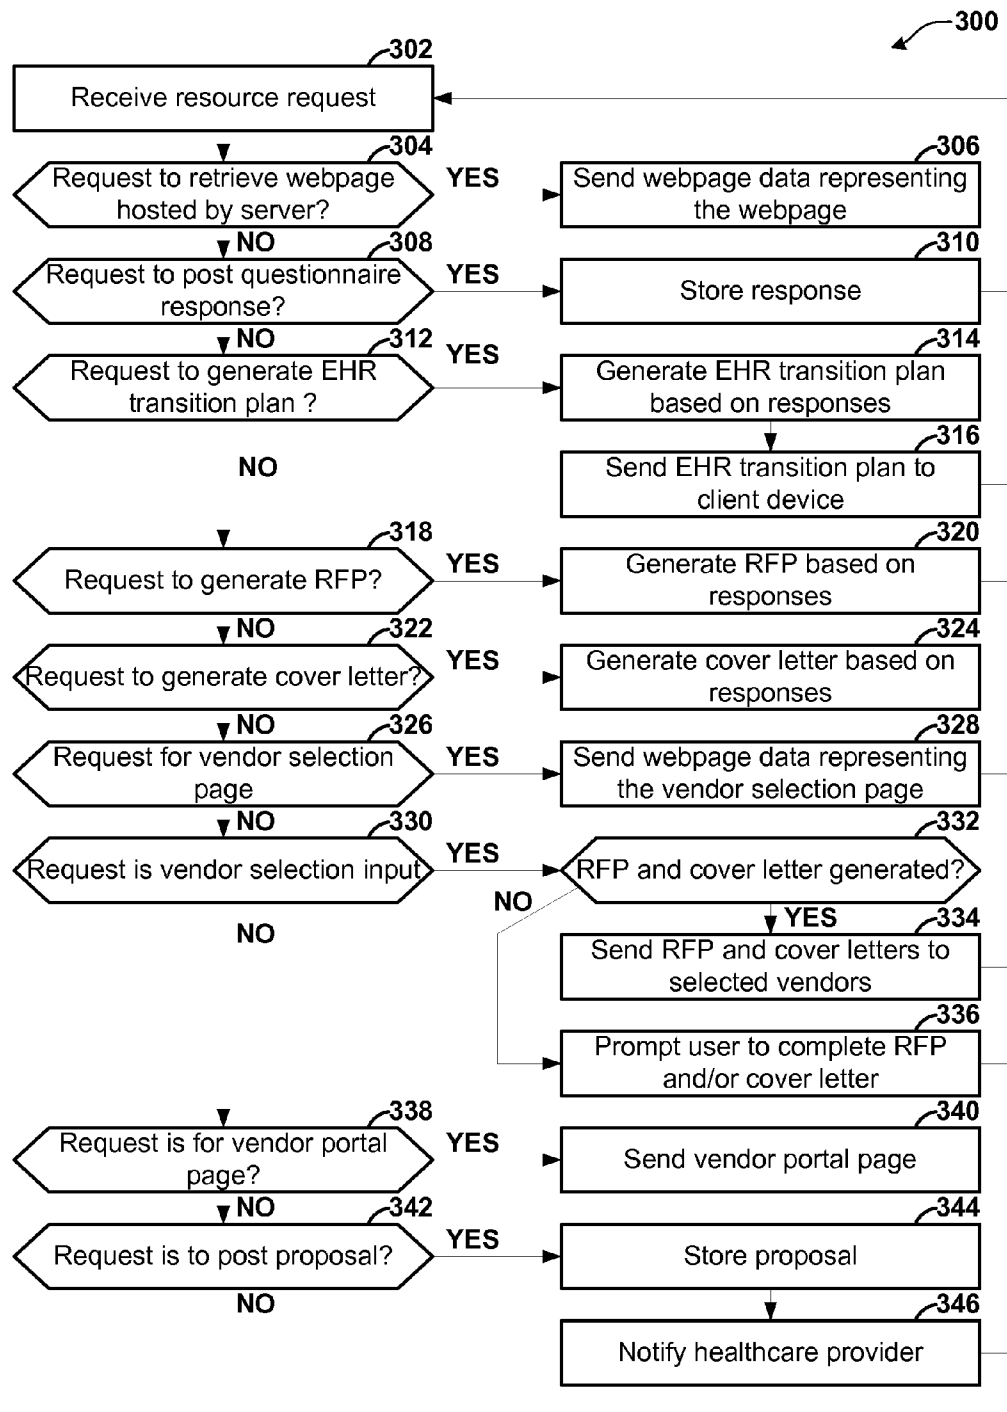 300
302
Receive resource request
304
Request to retrieve webpage
hosted by server?
YES
306
Send webpage data representing
the webpage
NO
308
Request to post questionnaire
response?
YES
310
Store response
NO
312
Request to generate EHR
transition plan ?
YES
314
Generate EHR transition plan
based on responses
316
Send EHR transition plan to
client device
NO
318
Request to generate RFP?
YES
320
Generate RFP based on
responses
NO
322
Request to generate cover letter?
YES
324
Generate cover letter based on
responses
NO
326
Request for vendor selection
page
YES
328
Send webpage data representing
the vendor selection page
NO
330
Request is vendor selection input
YES
332
RFP and cover letter generated?
NO
YES
334
Send RFP and cover letters to
selected vendors
NO
336
Prompt user to complete RFP
and/or cover letter
338
Request is for vendor portal
page?
YES
340
Send vendor portal page
NO
342
Request is to post proposal?
YES
344
Store proposal
NO
346
Notify healthcare provider